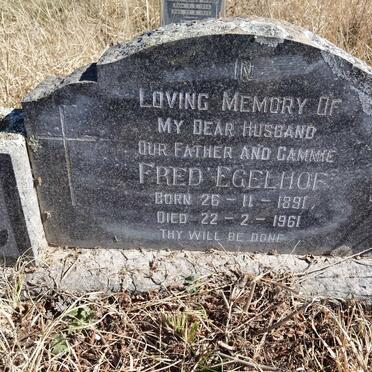 IN
LOVING MEMORY OF
MY DEAR HUSBAND
OUR FATHER AND GAMMIE
FRED EGELHOF
BORN 26-11-1891
DIED 22-2-1961
THY WILL BE DONE